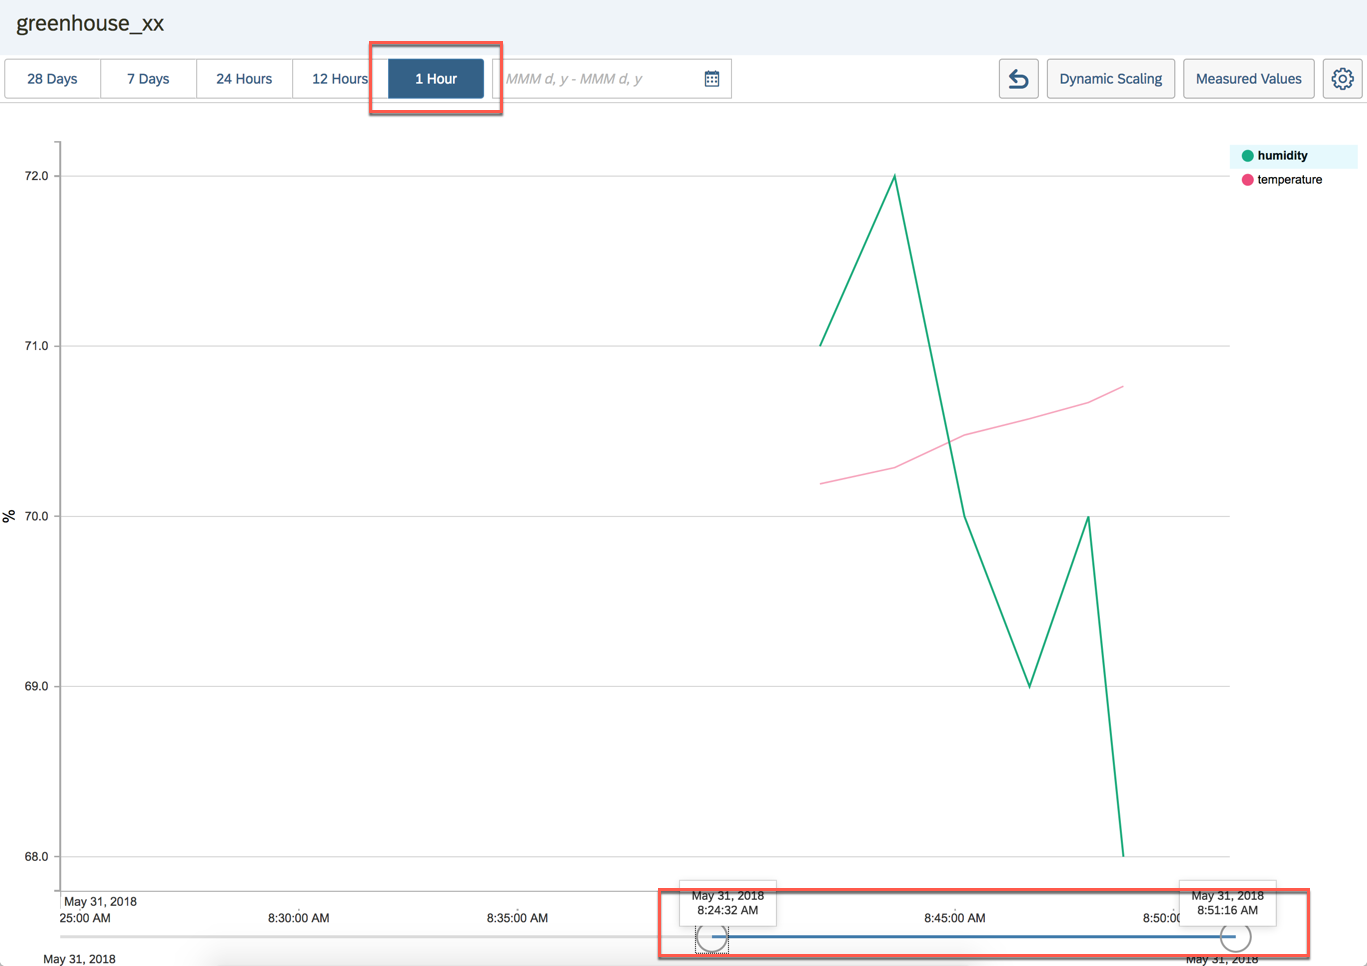 greenhouse_xx
28 Days 7 Days 24 Hours 12 Hours 1 Hour MMM d, y - MMM d, y Dynamic Scaling Measured Values
humidity
temperature
72.0
71.0
%
70.0
69.0
68.0
May 31, 2018 May 31, 2018 May 31, 2018
8:24:32 AM 8:51:16 AM
25:00 AM 8:30:00 AM 8:35:00 AM 8:45:00 AM 8:50:0
May 31, 2018 May 31, 2018